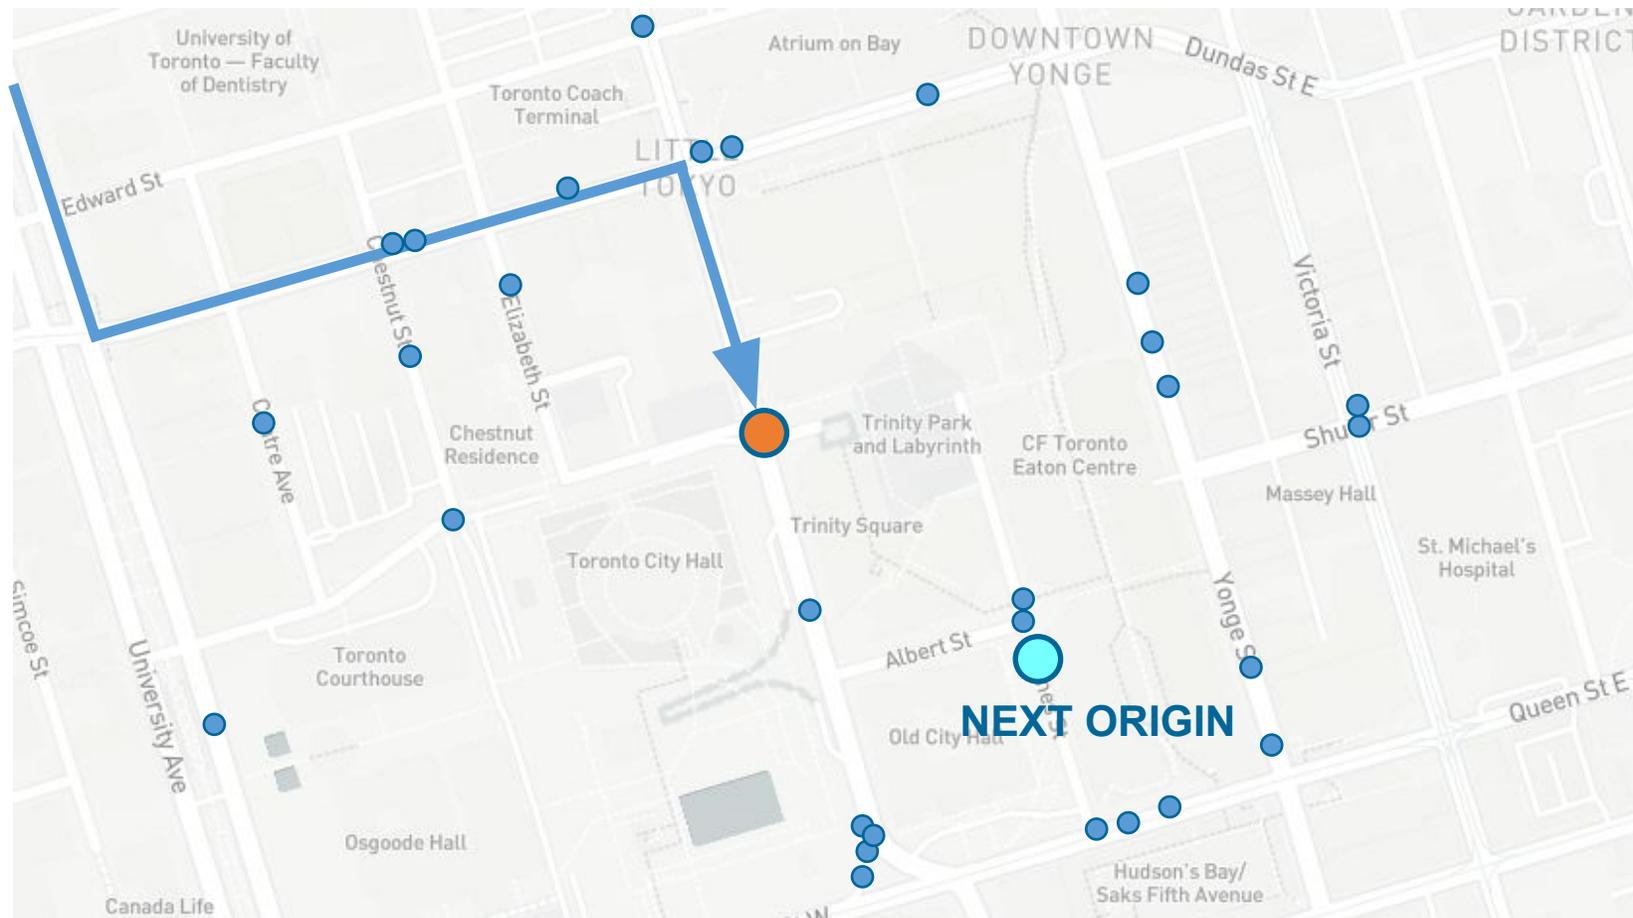 University of
Toronto — Faculty
of Dentistry
Atrium on Bay
DOWNTOWN
YONGE
Dundas St E
GARDEN
DISTRICT
Toronto Coach
Terminal
LITTLE
TOKYO
Edward St
Chestnut St
Elizabeth St
Victoria St
Centre Ave
Chestnut
Residence
Trinity Park
and Labyrinth
CF Toronto
Eaton Centre
Shuter St
Massey Hall
Trinity Square
Toronto City Hall
St. Michael's
Hospital
Simcoe St
University Ave
Toronto
Courthouse
Albert St
Yonge St
NEXT ORIGIN
Old City Hall
Queen St E
Osgoode Hall
Hudson's Bay/
Saks Fifth Avenue
Canada Life